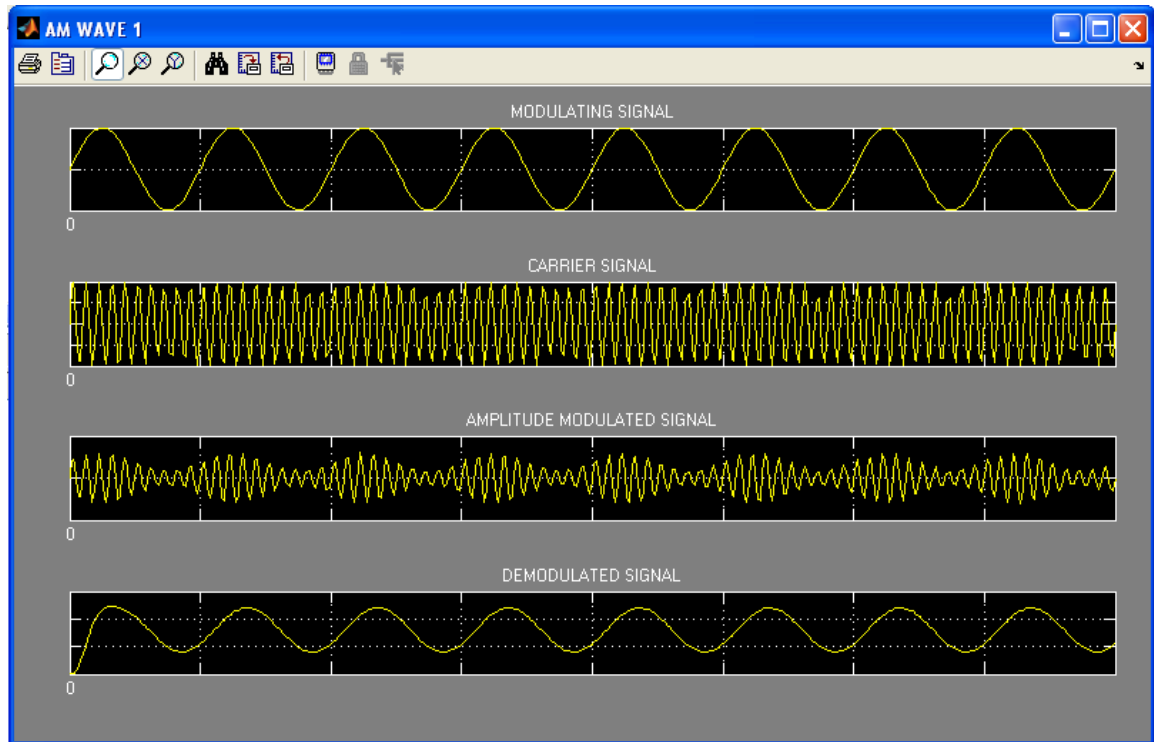 AM WAVE 1
MODULATING SIGNAL
0
CARRIER SIGNAL
0
AMPLITUDE MODULATED SIGNAL
0
DEMODULATED SIGNAL
0